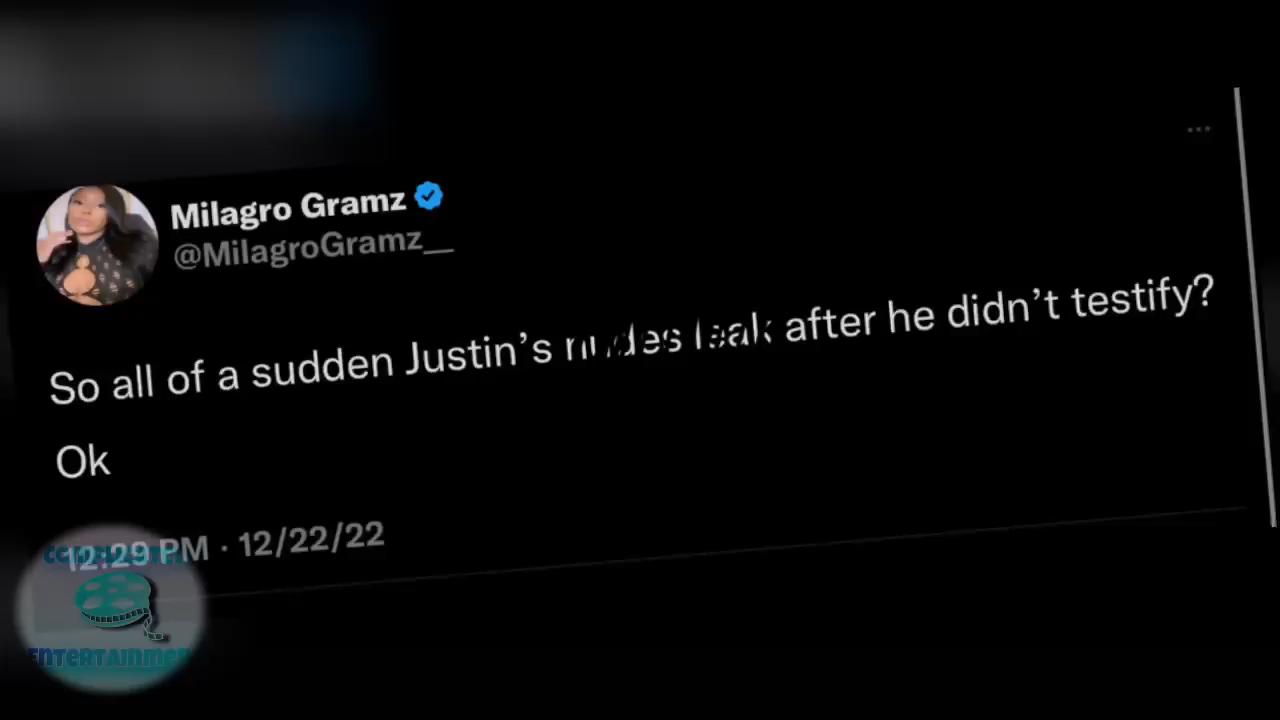 Milagro Gramz
@MilagroGramz__
So all of a sudden Justin’s nudes leak after he didn’t testify?
Ok
12:29 PM · 12/22/22